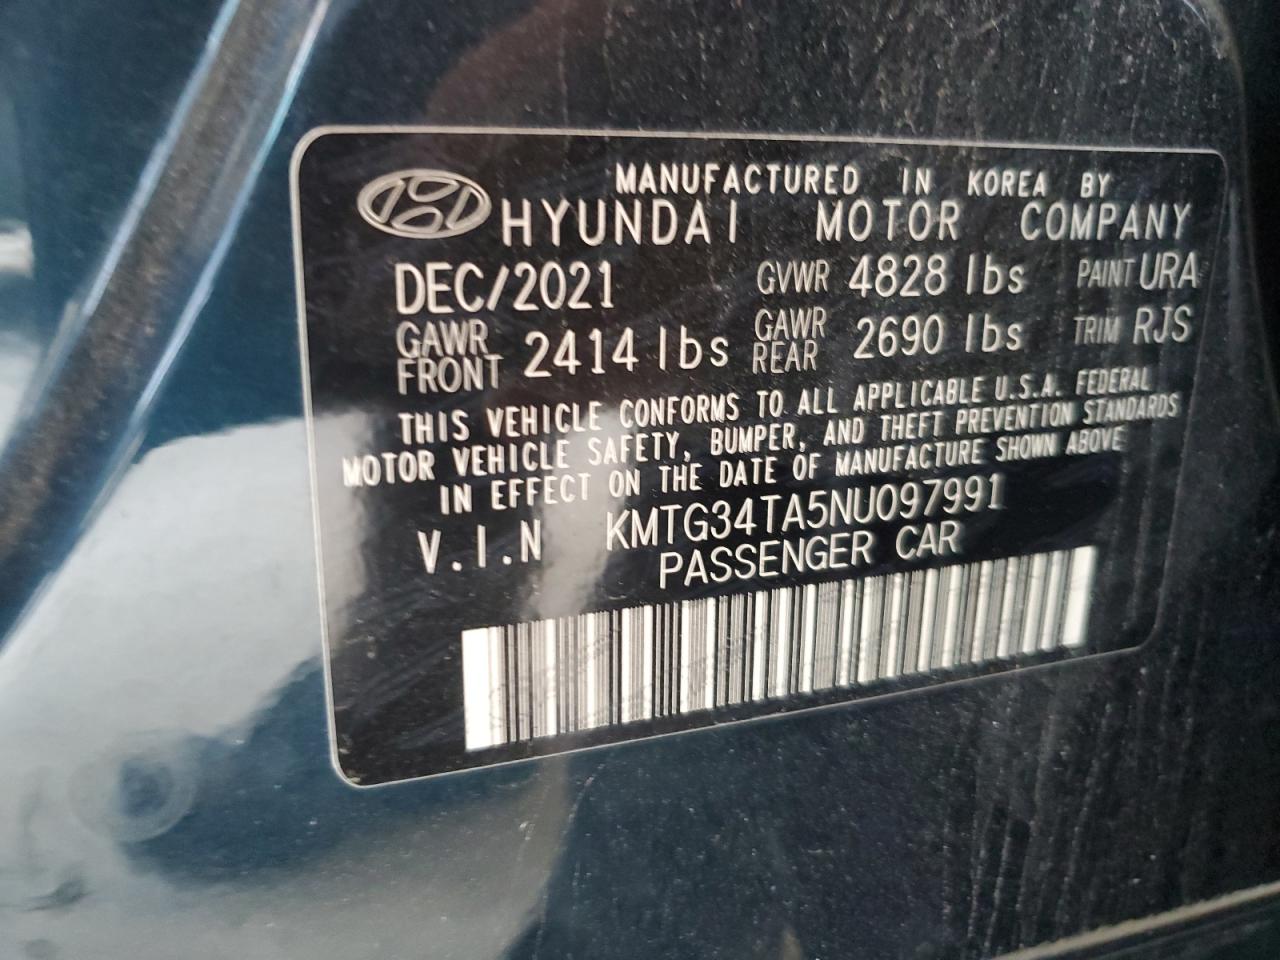 MANUFACTURED IN KOREA BY
HYUNDAI MOTOR COMPANY
DEC/2021 GVWR 4828 lbs PAINT URA
GAWR FRONT 2414 lbs GAWR REAR 2690 lbs TRIM RJS
THIS VEHICLE CONFORMS TO ALL APPLICABLE U.S.A. FEDERAL
MOTOR VEHICLE SAFETY, BUMPER, AND THEFT PREVENTION STANDARDS
IN EFFECT ON THE DATE OF MANUFACTURE SHOWN ABOVE
V.I.N KMTG34TA5NU097991
PASSENGER CAR